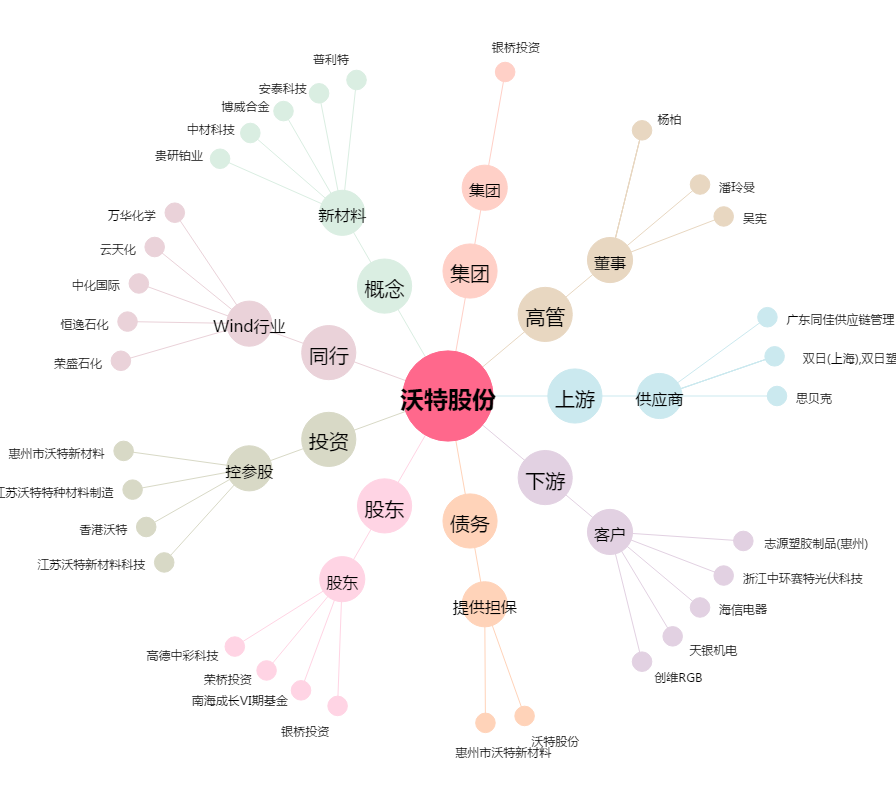 银桥投资
普利特
安泰科技
博威合金
中材科技
贵研铂业
杨柏
潘玲曼
吴宪
集团
新材料
万华化学
云天化
中化国际
恒逸石化
荣盛石化
董事
集团
概念
高管
Wind行业
同行
广东同佳供应链管理
双日(上海),双日塑
思贝克
沃特股份
上游
供应商
投资
控参股
惠州市沃特新材料
江苏沃特特种材料制造
香港沃特
江苏沃特新材料科技
下游
客户
股东
债务
志源塑胶制品(惠州)
浙江中环赛特光伏科技
海信电器
天银机电
创维RGB
股东
提供担保
高德中彩科技
荣桥投资
南海成长VI期基金
银桥投资
沃特股份
惠州市沃特新材料